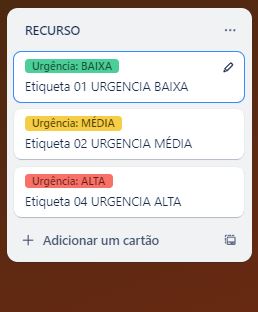 RECURSO
Urgência: BAIXA
Etiqueta 01 URGENCIA BAIXA
Urgência: MÉDIA
Etiqueta 02 URGENCIA MÉDIA
Urgência: ALTA
Etiqueta 04 URGENCIA ALTA
Adicionar um cartão